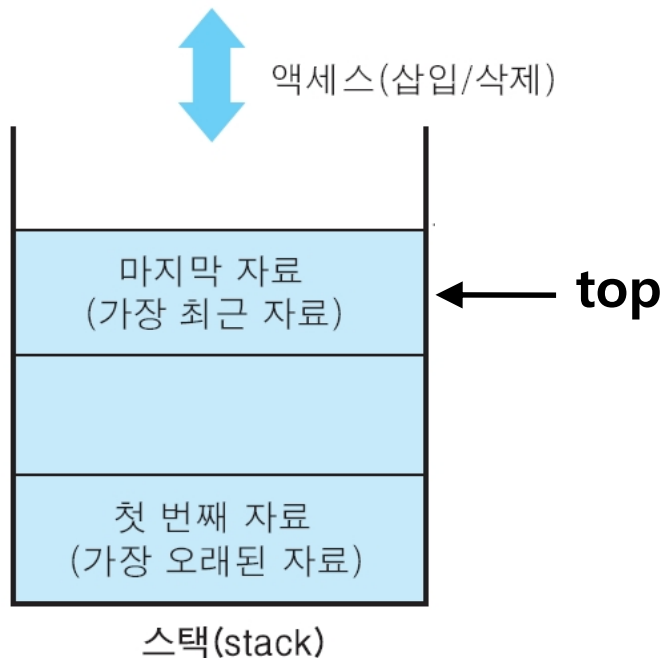 액세스(삽입/삭제)
마지막 자료
(가장 최근 자료)
top
첫 번째 자료
(가장 오래된 자료)
스택(stack)